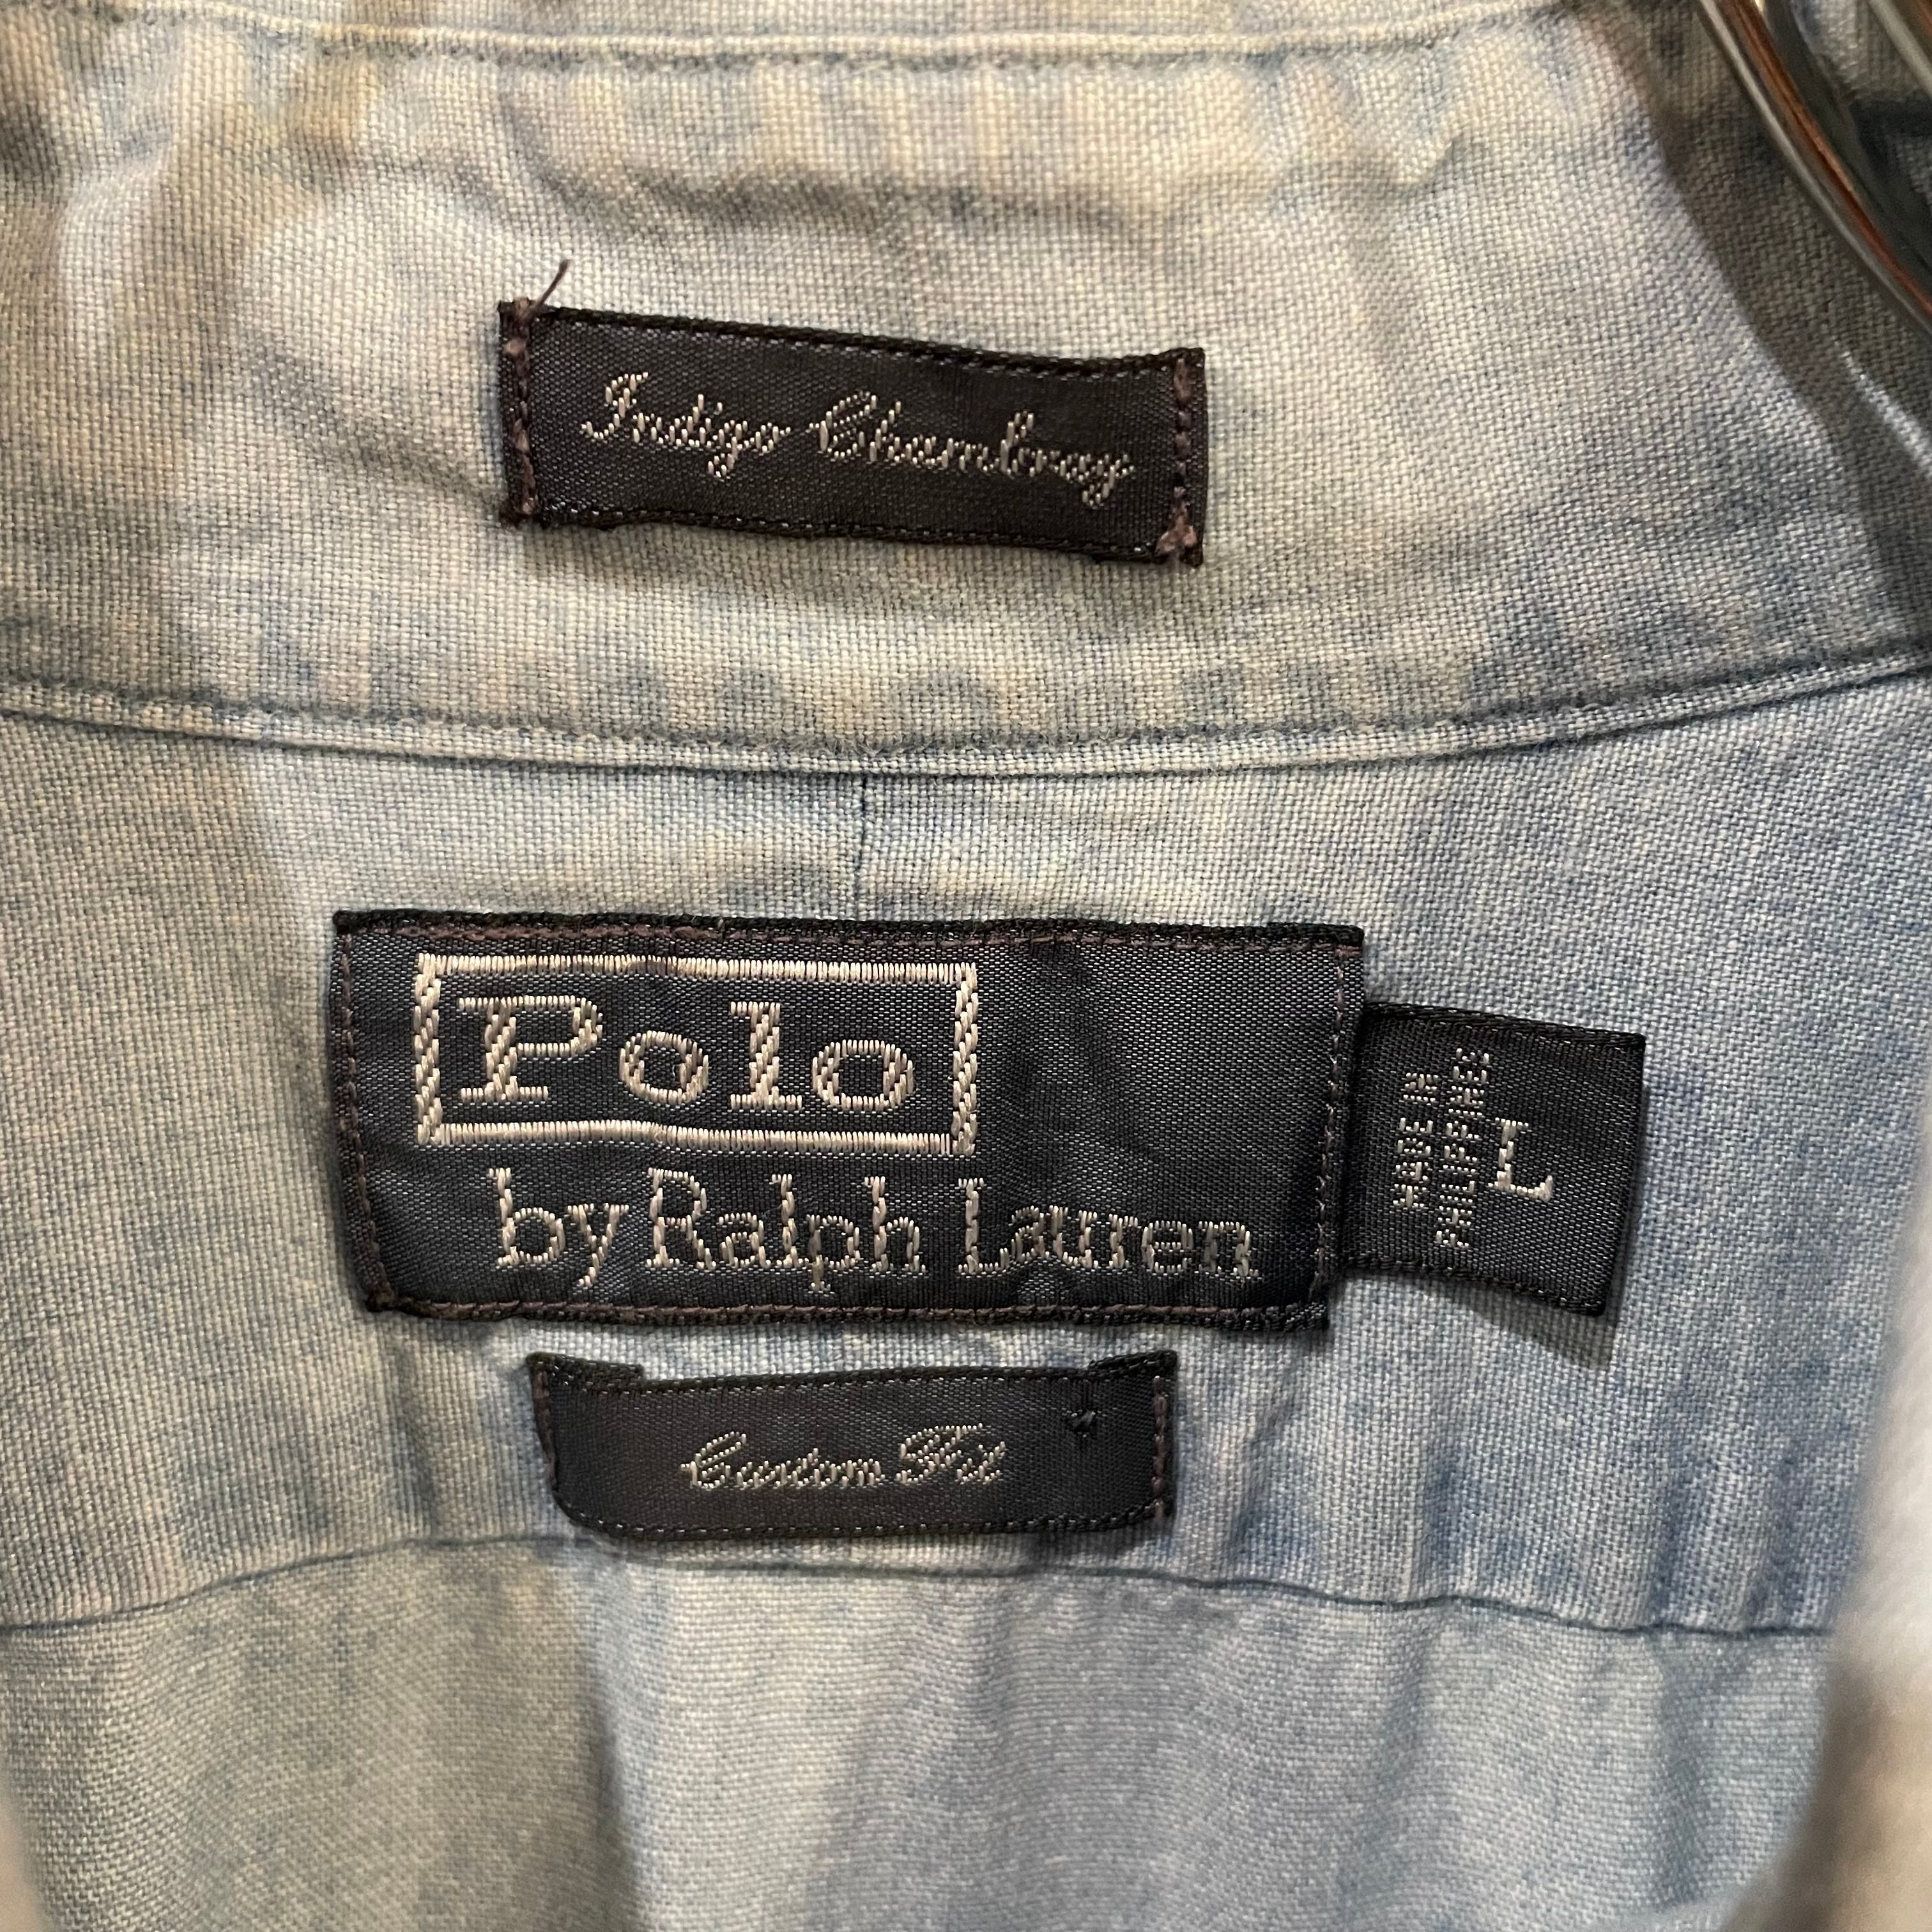 Indigo Chambray
Polo
by Ralph Lauren
MADE IN
PHILIPPINES
L
Custom Fit